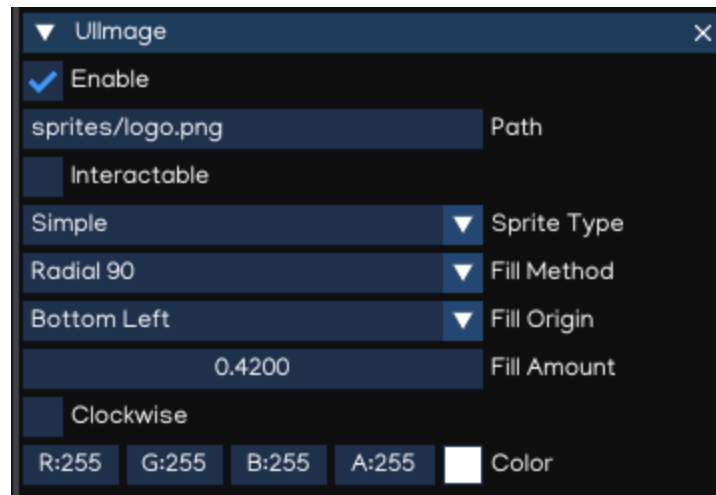 UIImage
Enable
sprites/logo.png Path
Interactable
Simple Sprite Type
Radial 90 Fill Method
Bottom Left Fill Origin
0.4200 Fill Amount
Clockwise
R:255 G:255 B:255 A:255 Color